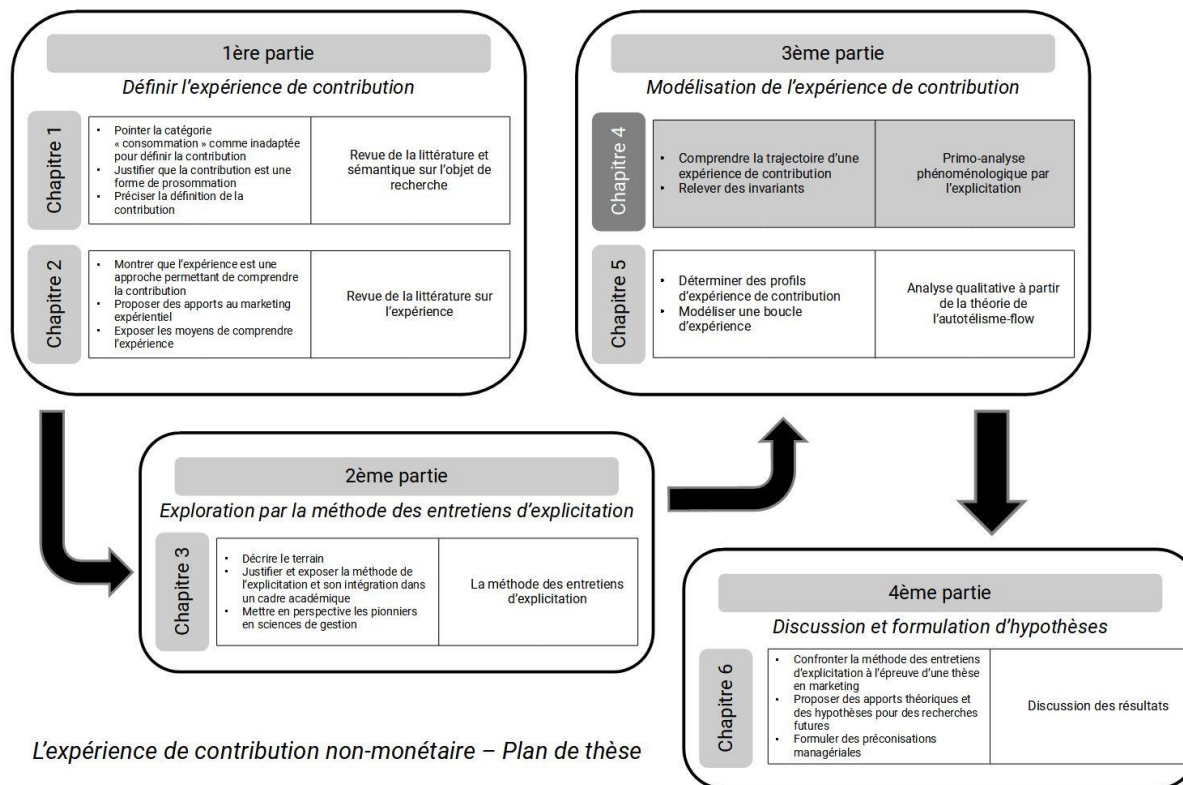 1ère partie
Définir l'expérience de contribution
Chapitre 1
▪ Pointer la catégorie
« consommation » comme inadaptée
pour définir la contribution
▪ Justifier que la contribution est une
forme de prosommation
▪ Préciser la définition de la
contribution
Revue de la littérature et
sémantique sur l'objet de
recherche
Chapitre 2
▪ Montrer que l'expérience est une
approche permettant de comprendre
la contribution
▪ Proposer des apports au marketing
expérientiel
▪ Exposer les moyens de comprendre
l'expérience
Revue de la littérature sur
l'expérience
2ème partie
Exploration par la méthode des entretiens d'explicitation
Chapitre 3
▪ Décrire le terrain
▪ Justifier et exposer la méthode de
l'explicitation et son intégration dans
un cadre académique
▪ Mettre en perspective les pionniers
en sciences de gestion
La méthode des entretiens
d'explicitation
3ème partie
Modélisation de l'expérience de contribution
Chapitre 4
▪ Comprendre la trajectoire d'une
expérience de contribution
▪ Relever des invariants
Primo-analyse
phénoménologique par
l'explicitation
Chapitre 5
▪ Déterminer des profils
d'expérience de contribution
▪ Modéliser une boucle
d'expérience
Analyse qualitative à partir
de la théorie de
l'autotélisme-flow
4ème partie
Discussion et formulation d'hypothèses
Chapitre 6
▪ Confronter la méthode des entretiens
d'explicitation à l'épreuve d'une thèse
en marketing
▪ Proposer des apports théoriques et
des hypothèses pour des recherches
futures
▪ Formuler des préconisations
managériales
Discussion des résultats
L'expérience de contribution non-monétaire – Plan de thèse